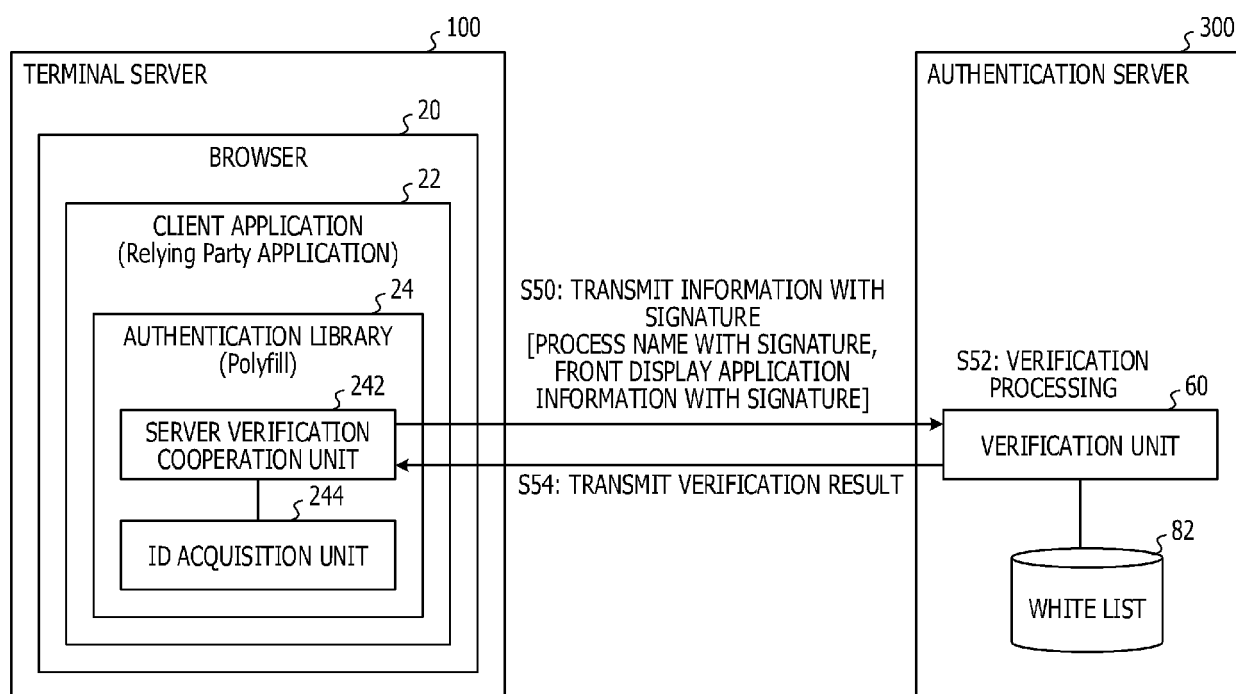 100
TERMINAL SERVER
20
BROWSER
22
CLIENT APPLICATION
(Relying Party APPLICATION)
24
AUTHENTICATION LIBRARY
(Polyfill)
242
SERVER VERIFICATION
COOPERATION UNIT
244
ID ACQUISITION UNIT
S50: TRANSMIT INFORMATION WITH
SIGNATURE
[PROCESS NAME WITH SIGNATURE,
FRONT DISPLAY APPLICATION
INFORMATION WITH SIGNATURE]
S54: TRANSMIT VERIFICATION RESULT
300
AUTHENTICATION SERVER
S52: VERIFICATION
PROCESSING
60
VERIFICATION UNIT
82
WHITE LIST